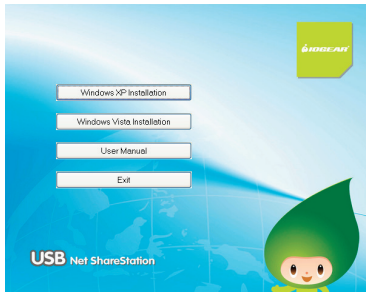 IOGEAR
Windows XP Installation
Windows Vista Installation
User Manual
Exit
USB Net ShareStation